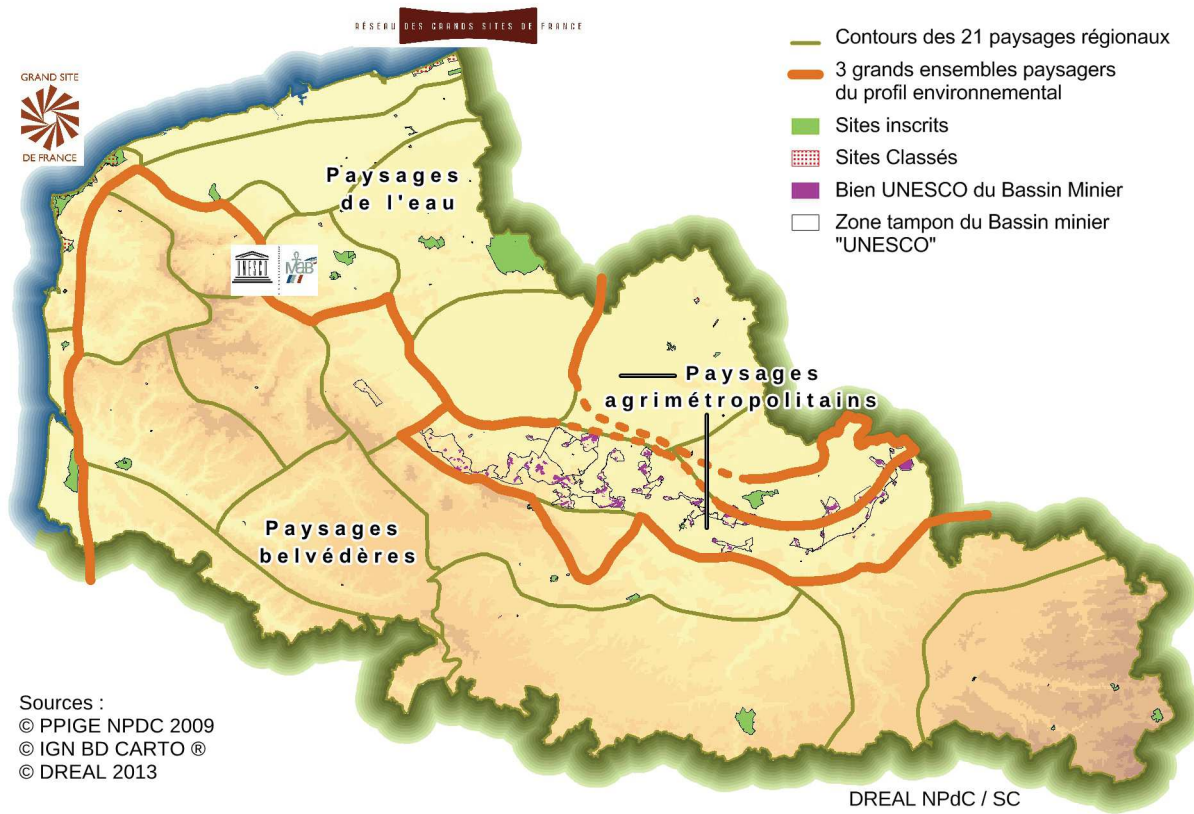 RÉSEAU DES GRANDS SITES DE FRANCE
GRAND SITE
DE FRANCE
Contours des 21 paysages régionaux
3 grands ensembles paysagers
du profil environnemental
Sites inscrits
Sites Classés
Bien UNESCO du Bassin Minier
Zone tampon du Bassin minier
"UNESCO"
Paysages
de l'eau
UNESCO
MaB
Paysages
agrimétropolitains
Paysages
belvédères
Sources :
© PPIGE NPDC 2009
© IGN BD CARTO ®
© DREAL 2013
DREAL NPdC / SC